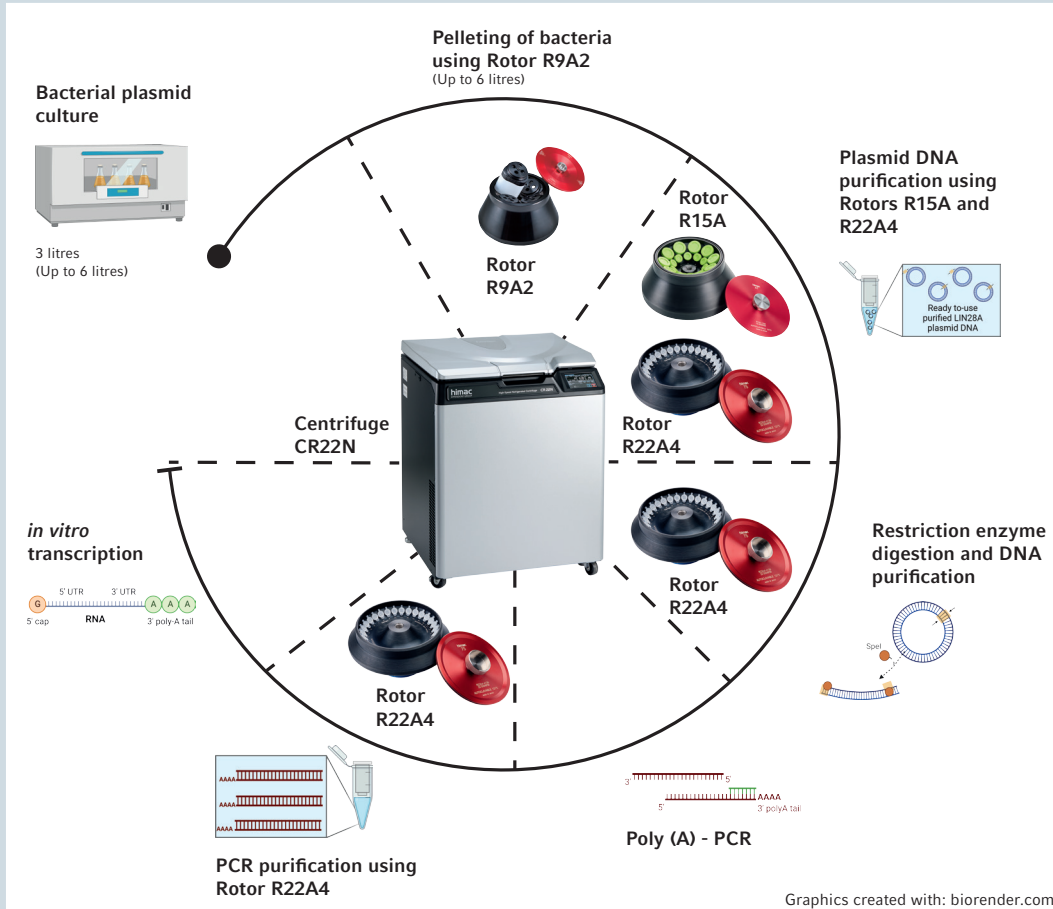 Pelleting of bacteria
using Rotor R9A2
(Up to 6 litres)
Bacterial plasmid
culture
3 litres
(Up to 6 litres)
Rotor
R9A2
Rotor
R15A
Plasmid DNA
purification using
Rotors R15A and
R22A4
Ready to-use
purified LIN28A
plasmid DNA
Rotor
R22A4
Centrifuge
CR22N
himac
Rotor
R22A4
Restriction enzyme
digestion and DNA
purification
SpeI
in vitro
transcription
5' UTR 3' UTR
G A A A
5' cap RNA 3' poly-A tail
Rotor
R22A4
AAAA
AAAA
AAAA
PCR purification using
Rotor R22A4
3' 5'
5' AAAA
3' polyA tail
Poly (A) - PCR
Graphics created with: biorender.com